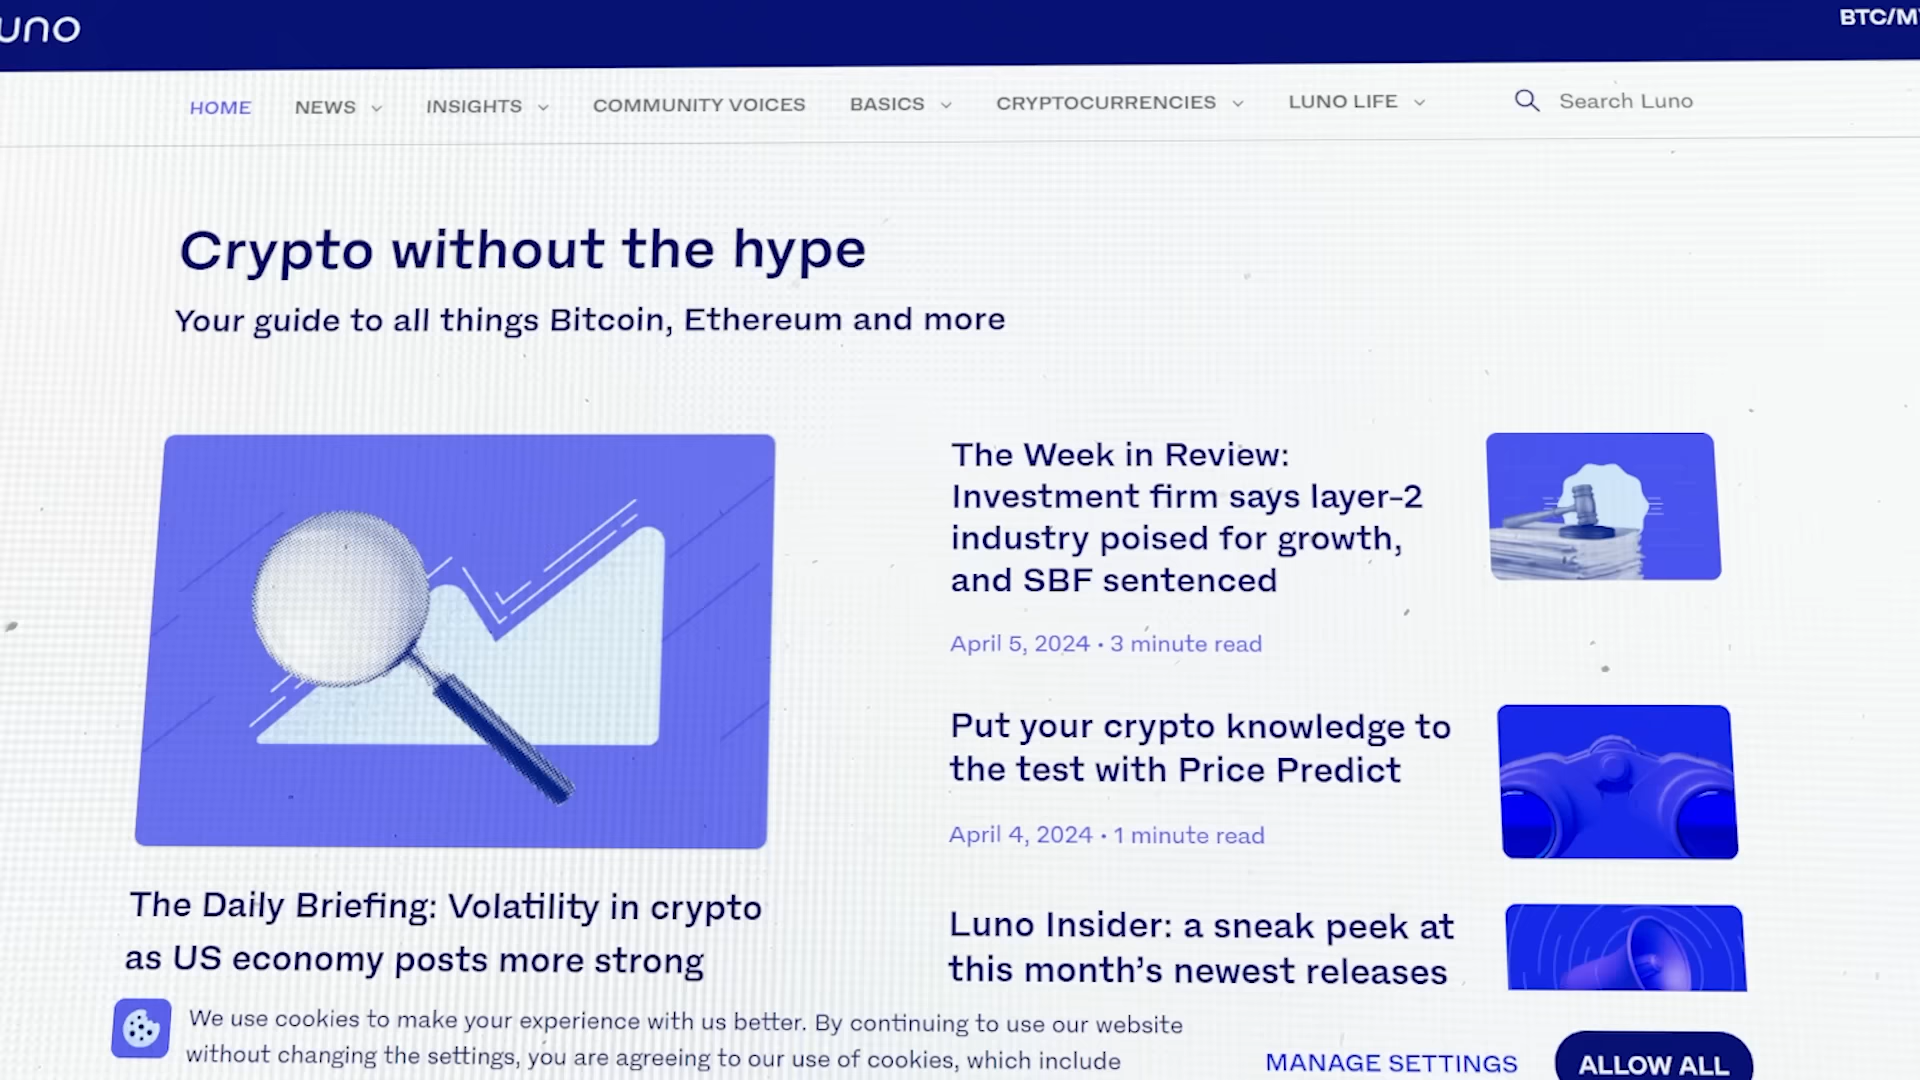 uno
BTC/MY
HOME NEWS INSIGHTS COMMUNITY VOICES BASICS CRYPTOCURRENCIES LUNO LIFE Search Luno
Crypto without the hype
Your guide to all things Bitcoin, Ethereum and more
The Week in Review:
Investment firm says layer-2
industry poised for growth,
and SBF sentenced
April 5, 2024 • 3 minute read
Put your crypto knowledge to
the test with Price Predict
April 4, 2024 • 1 minute read
The Daily Briefing: Volatility in crypto
as US economy posts more strong
Luno Insider: a sneak peek at
this month’s newest releases
We use cookies to make your experience with us better. By continuing to use our website
without changing the settings, you are agreeing to our use of cookies, which include
MANAGE SETTINGS
ALLOW ALL